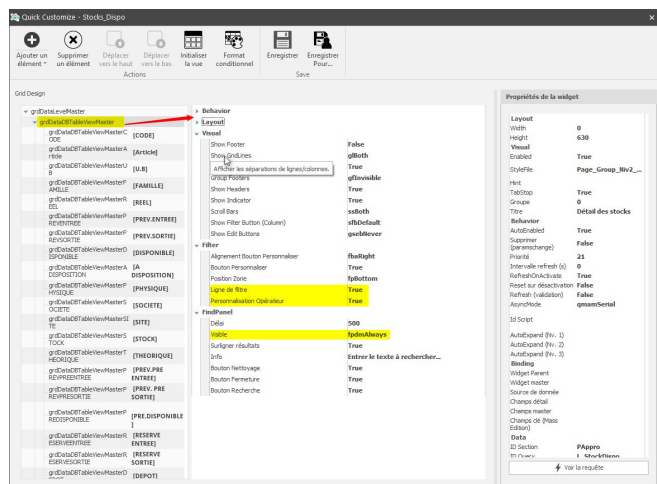 Quick Customize - Stocks_Dispo
Ajouter un élément
Supprimer un élément
Déplacer vers le haut
Déplacer vers le bas
Initialiser la vue
Format conditionnel
Enregistrer
Enregistrer Pour...
Actions
Save
Grid Design
grdDataLevelMaster
grdDataDBTableViewMaster
grdDataDBTableViewMasterCODE [CODE]
grdDataDBTableViewMasterArticle [Article]
grdDataDBTableViewMasterUB [U.B]
grdDataDBTableViewMasterFAMILLE [FAMILLE]
grdDataDBTableViewMasterREEL [REEL]
grdDataDBTableViewMasterPREVENTREE [PREV.ENTREE]
grdDataDBTableViewMasterPREVSORTIE [PREV.SORTIE]
grdDataDBTableViewMasterDISPONIBLE [DISPONIBLE]
grdDataDBTableViewMasterADISPOSITION [A DISPOSITION]
grdDataDBTableViewMasterPHYSIQUE [PHYSIQUE]
grdDataDBTableViewMasterSOCIETE [SOCIETE]
grdDataDBTableViewMasterSITE [SITE]
grdDataDBTableViewMasterSTOCK [STOCK]
grdDataDBTableViewMasterTHEORIQUE [THEORIQUE]
grdDataDBTableViewMasterPREVPREENTREE [PREV.PRE ENTREE]
grdDataDBTableViewMasterPREVPRESORTIE [PREV. PRE SORTIE]
grdDataDBTableViewMasterPREDISPONIBLE [PRE.DISPONIBLE]
grdDataDBTableViewMasterRESERVEENTREE [RESERVE ENTREE]
grdDataDBTableViewMasterRESERVESORTIE [RESERVE SORTIE]
grdDataDBTableViewMasterD [DEPOT]
Behavior
Layout
Visual
Show Footer False
Show GridLines glBoth
Afficher les séparations de lignes/colonnes. True
Group Footers gfInvisible
Show Headers True
Show Indicator True
Scroll Bars ssBoth
Show Filter Button (Column) sfbDefault
Show Edit Buttons gsebNever
Filter
Alignement Bouton Personnaliser fbaRight
Bouton Personnaliser True
Position Zone fpBottom
Ligne de filtre True
Personnalisation Opérateur True
FindPanel
Délai 500
Visible fpdmAlways
Surligner résultats True
Info Entrer le texte à rechercher...
Bouton Nettoyage True
Bouton Fermeture True
Bouton Recherche True
Propriétés de la widget
Layout
Width 0
Height 630
Visual
Enabled True
StyleFile Page_Group_Niv2_...
Hint
TabStop True
Groupe 0
Titre Détail des stocks
Behavior
AutoEnabled True
Supprimer (paramschange) False
Priorité 21
Intervalle refresh (s) 0
RefreshOnActivate True
Reset sur désactivation False
Refresh (validation) False
AsyncMode qmamSerial
Id Script
AutoExpand (Nv. 1)
AutoExpand (Nv. 2)
AutoExpand (Nv. 3)
Binding
Widget Parent
Widget master
Source de donnée
Champs détail
Champs master
Champs clé (Mass Edition)
Data
ID Section PAppro
ID Query L_StockDispo
Voir la requête